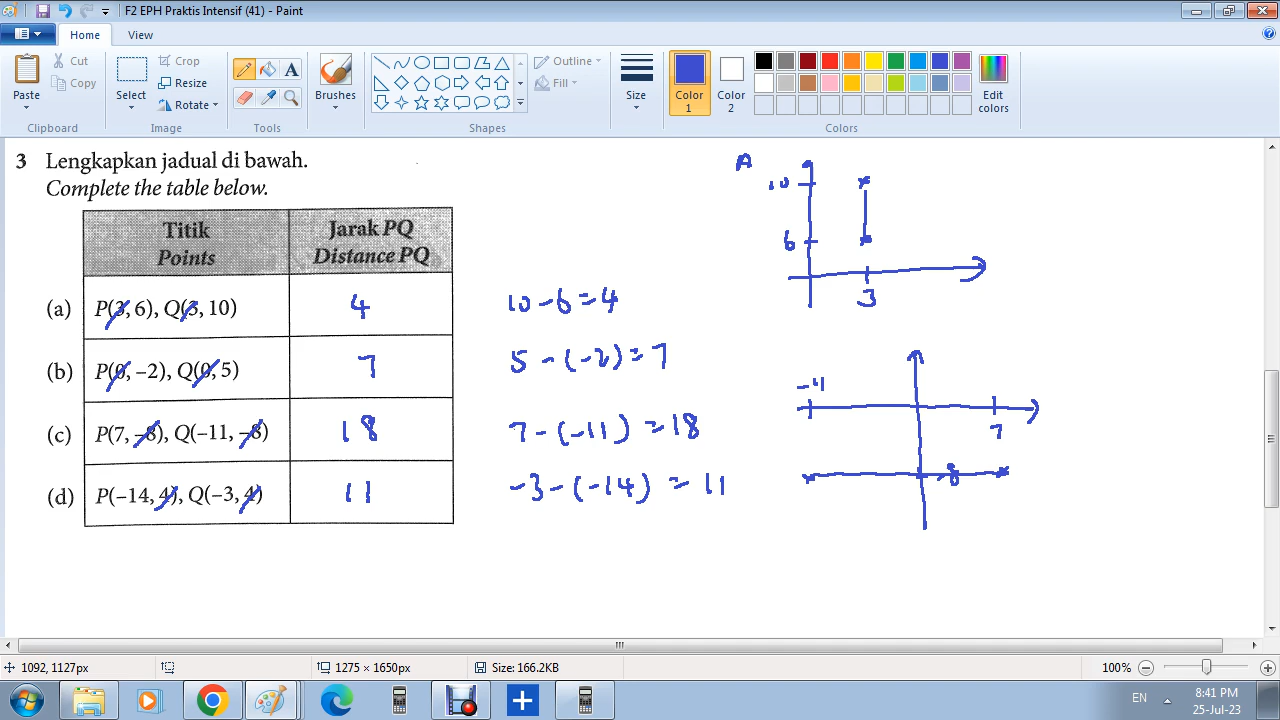 F2 EPH Praktis Intensif (41) - Paint
Home View
Paste Cut Copy
Clipboard
Select Crop Resize Rotate
Image
A
Tools
Brushes
Shapes
Outline
Fill
Size
Color 1
Color 2
Colors
Edit colors
3 Lengkapkan jadual di bawah.
Complete the table below.
Titik Points
Jarak PQ Distance PQ
(a) P(3, 6), Q(3, 10) 4 10 - 6 = 4
(b) P(0, –2), Q(0, 5) 7 5 - (-2) = 7
(c) P(7, –8), Q(–11, –8) 18 7 - (-11) = 18
(d) P(–14, 4), Q(–3, 4) 11 -3 - (-14) = 11
A
10
6
3
-11
7
-8
1092, 1127px
1275 × 1650px
Size: 166.2KB
100%
EN
8:41 PM
25-Jul-23